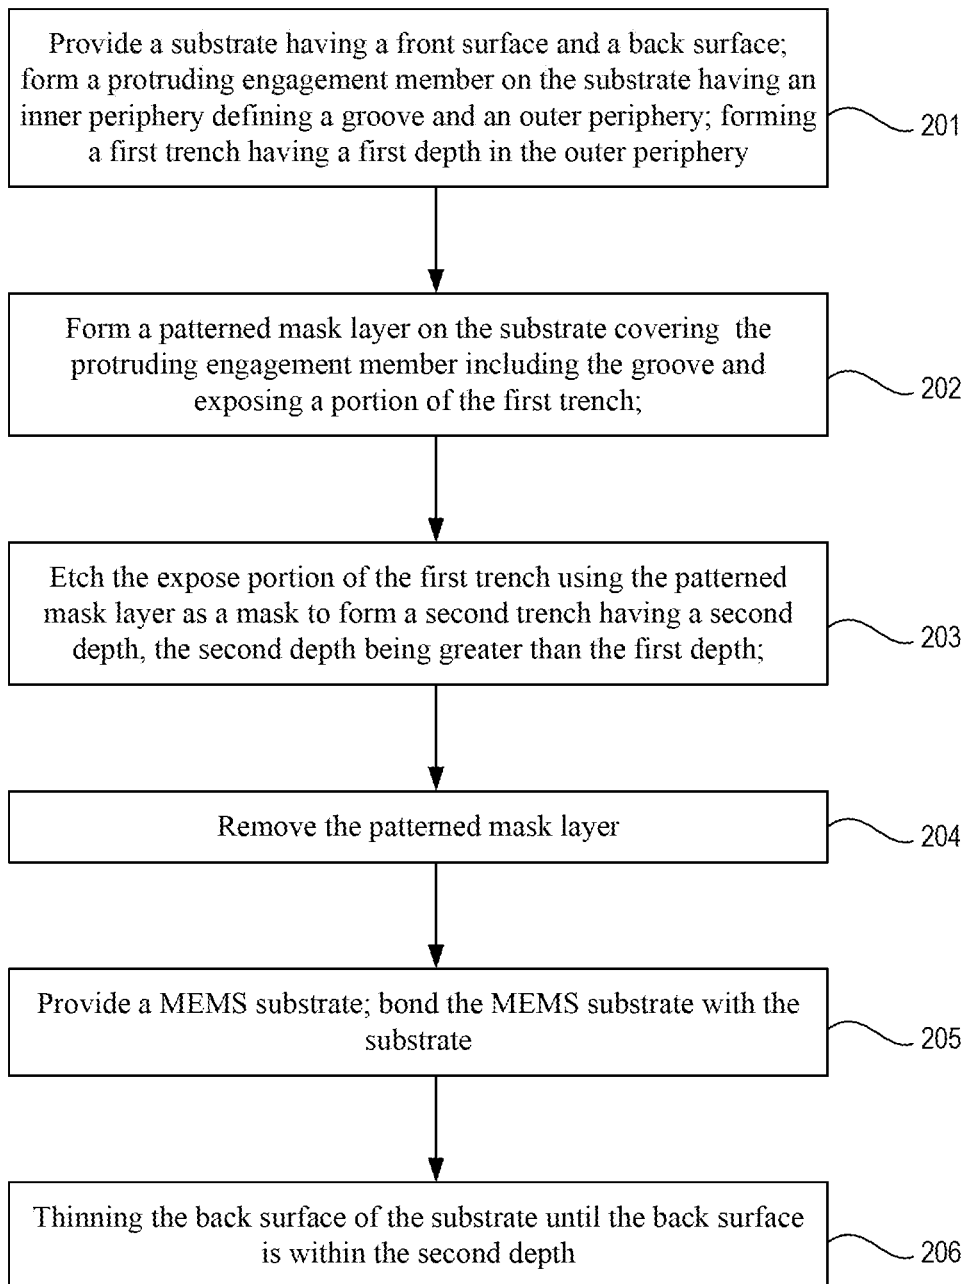 Provide a substrate having a front surface and a back surface;
form a protruding engagement member on the substrate having an
inner periphery defining a groove and an outer periphery; forming
a first trench having a first depth in the outer periphery
201
Form a patterned mask layer on the substrate covering the
protruding engagement member including the groove and
exposing a portion of the first trench;
202
Etch the expose portion of the first trench using the patterned
mask layer as a mask to form a second trench having a second
depth, the second depth being greater than the first depth;
203
Remove the patterned mask layer
204
Provide a MEMS substrate; bond the MEMS substrate with the
substrate
205
Thinning the back surface of the substrate until the back surface
is within the second depth
206